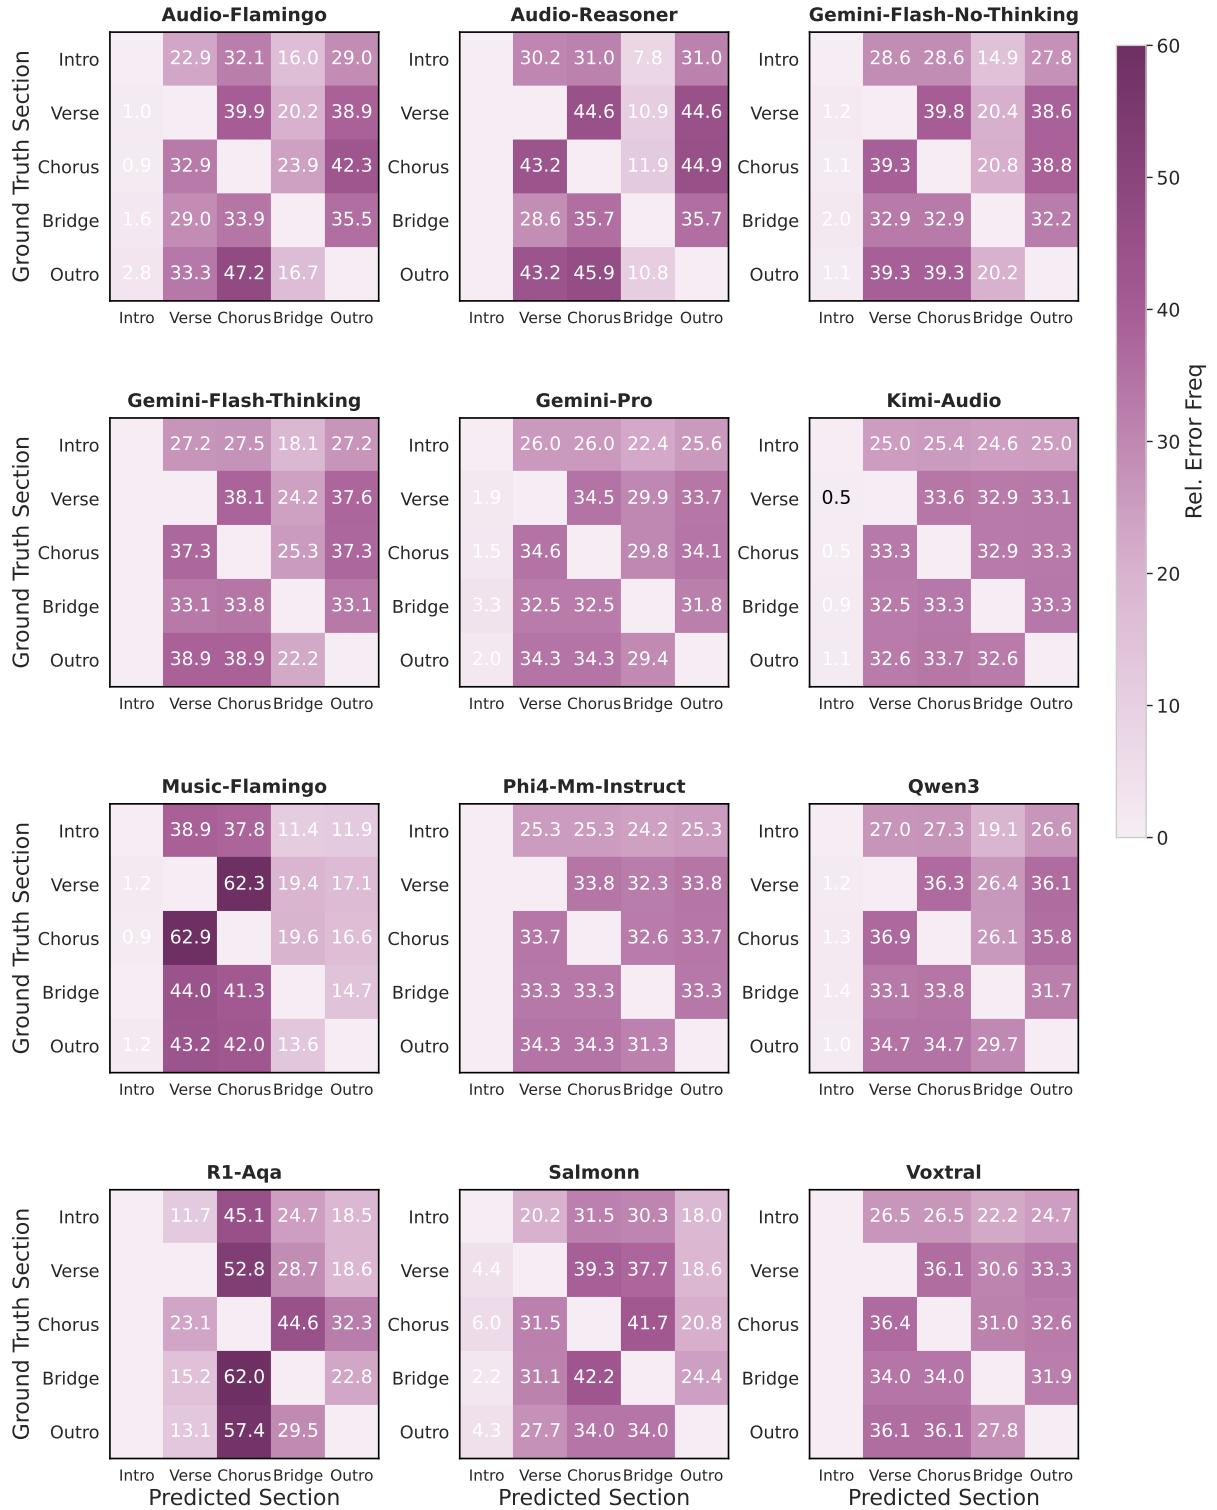 Audio-Flamingo Audio-Reasoner Gemini-Flash-No-Thinking
Ground Truth Section
Intro 22.9 32.1 16.0 29.0
Verse 1.0 39.9 20.2 38.9
Chorus 0.9 32.9 23.9 42.3
Bridge 1.6 29.0 33.9 35.5
Outro 2.8 33.3 47.2 16.7
Intro Verse Chorus Bridge Outro
Intro 30.2 31.0 7.8 31.0
Verse 44.6 10.9 44.6
Chorus 43.2 11.9 44.9
Bridge 28.6 35.7 35.7
Outro 43.2 45.9 10.8
Intro Verse Chorus Bridge Outro
Intro 28.6 28.6 14.9 27.8
Verse 1.2 39.8 20.4 38.6
Chorus 1.1 39.3 20.8 38.8
Bridge 2.0 32.9 32.9 32.2
Outro 1.1 39.3 39.3 20.2
Intro Verse Chorus Bridge Outro
60
50
40
30
20
10
0
Rel. Error Freq
Gemini-Flash-Thinking Gemini-Pro Kimi-Audio
Ground Truth Section
Intro 27.2 27.5 18.1 27.2
Verse 38.1 24.2 37.6
Chorus 37.3 25.3 37.3
Bridge 33.1 33.8 33.1
Outro 38.9 38.9 22.2
Intro Verse Chorus Bridge Outro
Intro 26.0 26.0 22.4 25.6
Verse 1.9 34.5 29.9 33.7
Chorus 1.5 34.6 29.8 34.1
Bridge 3.3 32.5 32.5 31.8
Outro 2.0 34.3 34.3 29.4
Intro Verse Chorus Bridge Outro
Intro 25.0 25.4 24.6 25.0
Verse 0.5 33.6 32.9 33.1
Chorus 0.5 33.3 32.9 33.3
Bridge 0.9 32.5 33.3 33.3
Outro 1.1 32.6 33.7 32.6
Intro Verse Chorus Bridge Outro
Music-Flamingo Phi4-Mm-Instruct Qwen3
Ground Truth Section
Intro 38.9 37.8 11.4 11.9
Verse 1.2 62.3 19.4 17.1
Chorus 0.9 62.9 19.6 16.6
Bridge 44.0 41.3 14.7
Outro 1.2 43.2 42.0 13.6
Intro Verse Chorus Bridge Outro
Intro 25.3 25.3 24.2 25.3
Verse 33.8 32.3 33.8
Chorus 33.7 32.6 33.7
Bridge 33.3 33.3 33.3
Outro 34.3 34.3 31.3
Intro Verse Chorus Bridge Outro
Intro 27.0 27.3 19.1 26.6
Verse 1.2 36.3 26.4 36.1
Chorus 1.3 36.9 26.1 35.8
Bridge 1.4 33.1 33.8 31.7
Outro 1.0 34.7 34.7 29.7
Intro Verse Chorus Bridge Outro
R1-Aqa Salmonn Voxtral
Ground Truth Section
Intro 11.7 45.1 24.7 18.5
Verse 52.8 28.7 18.6
Chorus 23.1 44.6 32.3
Bridge 15.2 62.0 22.8
Outro 13.1 57.4 29.5
Intro Verse Chorus Bridge Outro
Predicted Section
Intro 20.2 31.5 30.3 18.0
Verse 4.4 39.3 37.7 18.6
Chorus 6.0 31.5 41.7 20.8
Bridge 2.2 31.1 42.2 24.4
Outro 4.3 27.7 34.0 34.0
Intro Verse Chorus Bridge Outro
Predicted Section
Intro 26.5 26.5 22.2 24.7
Verse 36.1 30.6 33.3
Chorus 36.4 31.0 32.6
Bridge 34.0 34.0 31.9
Outro 36.1 36.1 27.8
Intro Verse Chorus Bridge Outro
Predicted Section